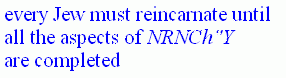 every Jew must reincarnate until
all the aspects of NRNCh"Y
are completed